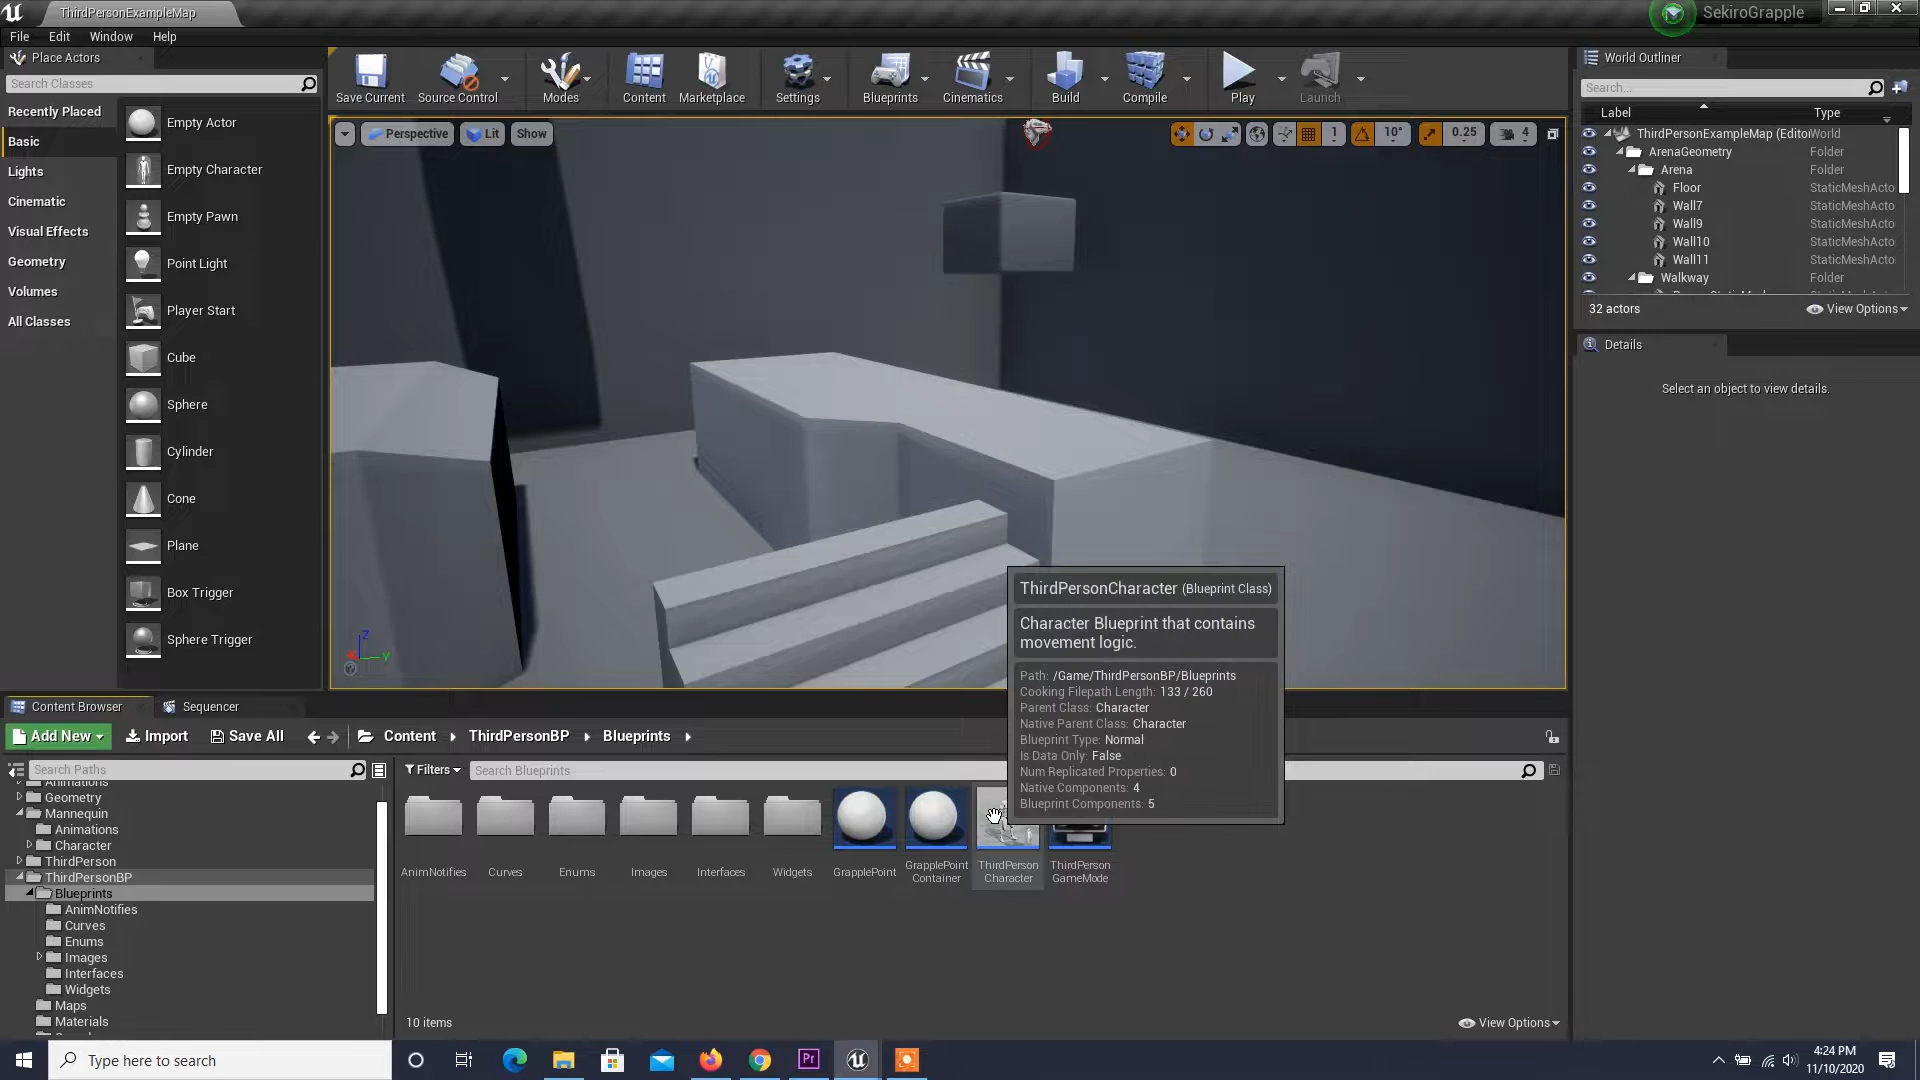 ThirdPersonExampleMap
SekiroGrapple
File
Edit
Window
Help
Place Actors
Search Classes
Recently Placed
Basic
Lights
Cinematic
Visual Effects
Geometry
Volumes
All Classes
Empty Actor
Empty Character
Empty Pawn
Point Light
Player Start
Cube
Sphere
Cylinder
Cone
Plane
Box Trigger
Sphere Trigger
Save Current
Source Control
Modes
Content
Marketplace
Settings
Blueprints
Cinematics
Build
Compile
Play
Launch
Perspective
Lit
Show
1
10°
0.25
4
Z
Y
World Outliner
Search...
Label
Type
ThirdPersonExampleMap (Edito
World
ArenaGeometry
Folder
Arena
Folder
Floor
StaticMeshActo
Wall7
StaticMeshActo
Wall9
StaticMeshActo
Wall10
StaticMeshActo
Wall11
StaticMeshActo
Walkway
Folder
32 actors
View Options
Details
Select an object to view details.
ThirdPersonCharacter (Blueprint Class)
Character Blueprint that contains
movement logic.
Path: /Game/ThirdPersonBP/Blueprints
Cooking Filepath Length: 133 / 260
Parent Class: Character
Native Parent Class: Character
Blueprint Type: Normal
Is Data Only: False
Num Replicated Properties: 0
Native Components: 4
Blueprint Components: 5
Content Browser
Sequencer
Add New
Import
Save All
Content
ThirdPersonBP
Blueprints
Search Paths
Filters
Search Blueprints
Animations
Geometry
Mannequin
Animations
Character
ThirdPerson
ThirdPersonBP
Blueprints
AnimNotifies
Curves
Enums
Images
Interfaces
Widgets
Maps
Materials
AnimNotifies
Curves
Enums
Images
Interfaces
Widgets
GrapplePoint
GrapplePoint
Container
ThirdPerson
Character
ThirdPerson
GameMode
10 items
View Options
Type here to search
Pr
4:24 PM
11/10/2020